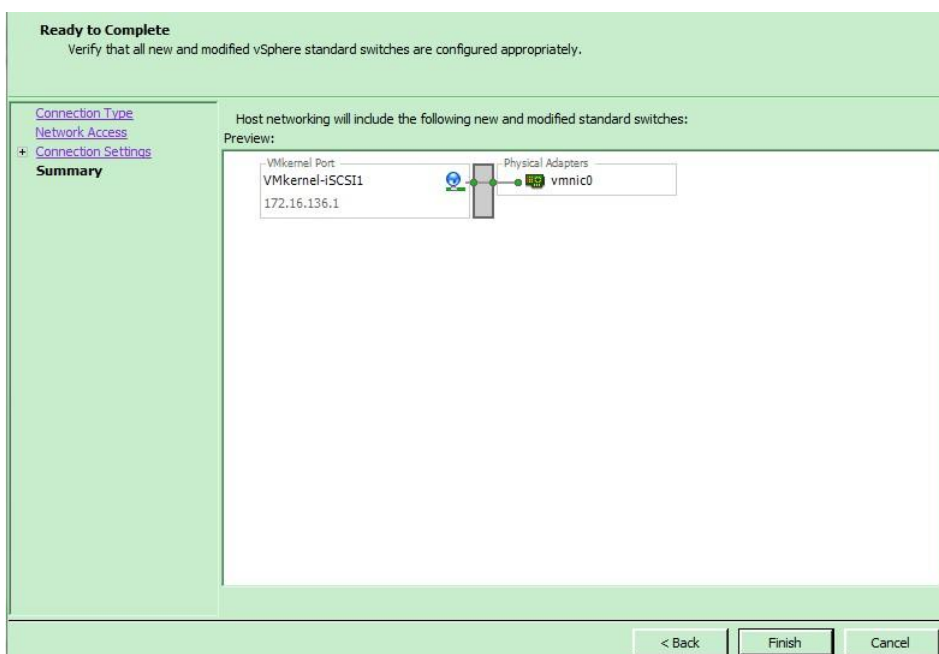 Ready to Complete
Verify that all new and modified vSphere standard switches are configured appropriately.
Connection Type
Network Access
Connection Settings
Summary
Host networking will include the following new and modified standard switches:
Preview:
VMkernel Port
VMkernel-iSCSI1
172.16.136.1
Physical Adapters
vmnic0
< Back
Finish
Cancel